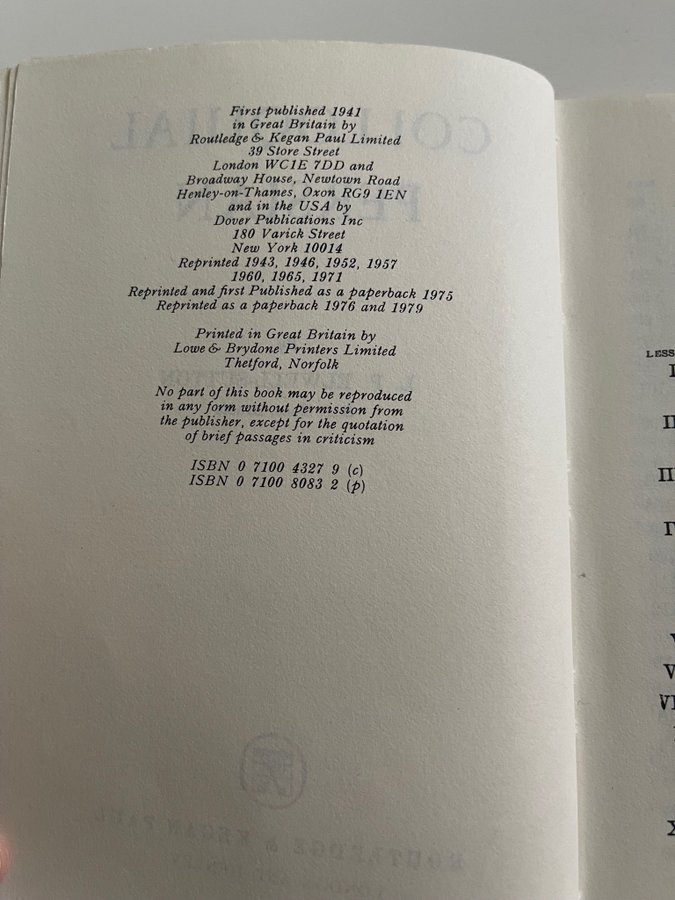 First published 1941
in Great Britain by
Routledge & Kegan Paul Limited
39 Store Street
London WC1E 7DD and
Broadway House, Newtown Road
Henley-on-Thames, Oxon RG9 1EN
and in the USA by
Dover Publications Inc
180 Varick Street
New York 10014
Reprinted 1943, 1946, 1952, 1957
1960, 1965, 1971
Reprinted and first Published as a paperback 1975
Reprinted as a paperback 1976 and 1979
Printed in Great Britain by
Lowe & Brydone Printers Limited
Thetford, Norfolk
No part of this book may be reproduced
in any form without permission from
the publisher, except for the quotation
of brief passages in criticism
ISBN 0 7100 4327 9 (c)
ISBN 0 7100 8083 2 (p)